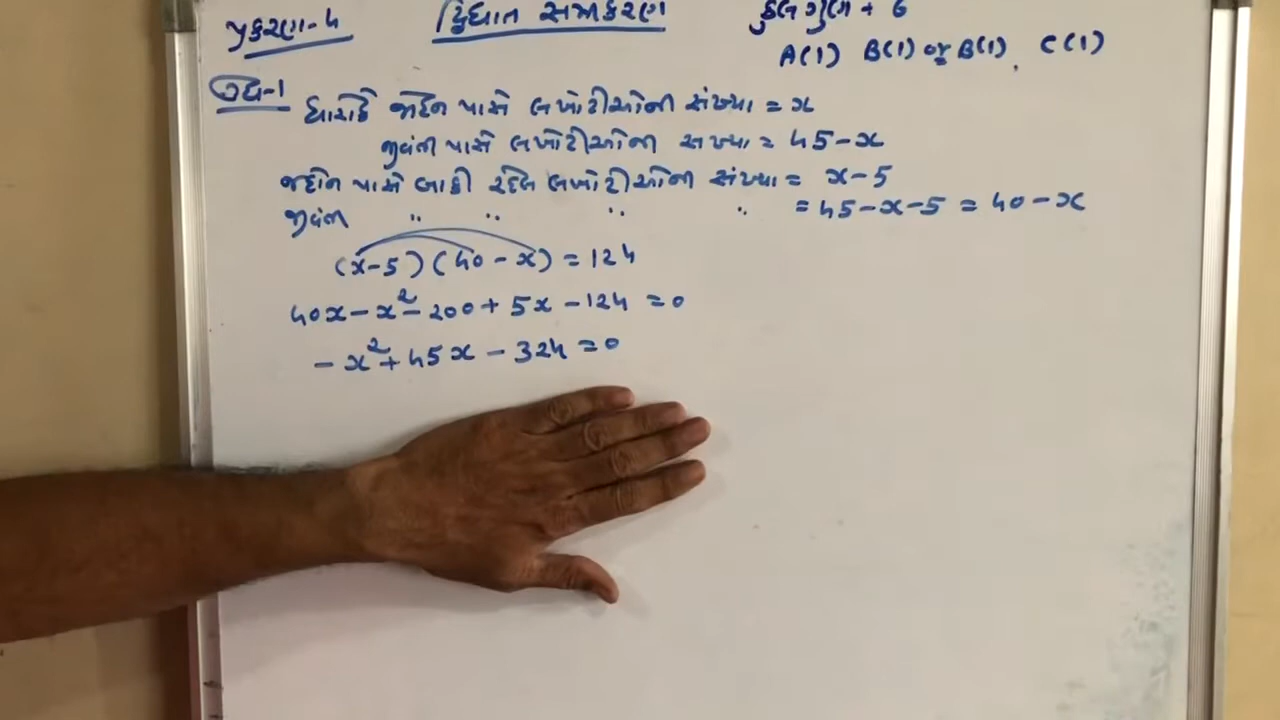 પ્રકરણ-4 દ્વિઘાત સમીકરણ કુલ ગુણ + 6
A(1) B(1) or B(1), C(1)
ઉદા-1 ધારોકે જહોન પાસે લખોટીઓની સંખ્યા = x
જીવંતી પાસે લખોટીઓની સંખ્યા = 45-x
જહોન પાસે બાકી રહેલ લખોટીઓની સંખ્યા = x-5
જીવંતી " " " " = 45-x-5 = 40-x
(x-5)(40-x) = 124
40x-x²-200+5x-124 = 0
-x²+45x-324 = 0